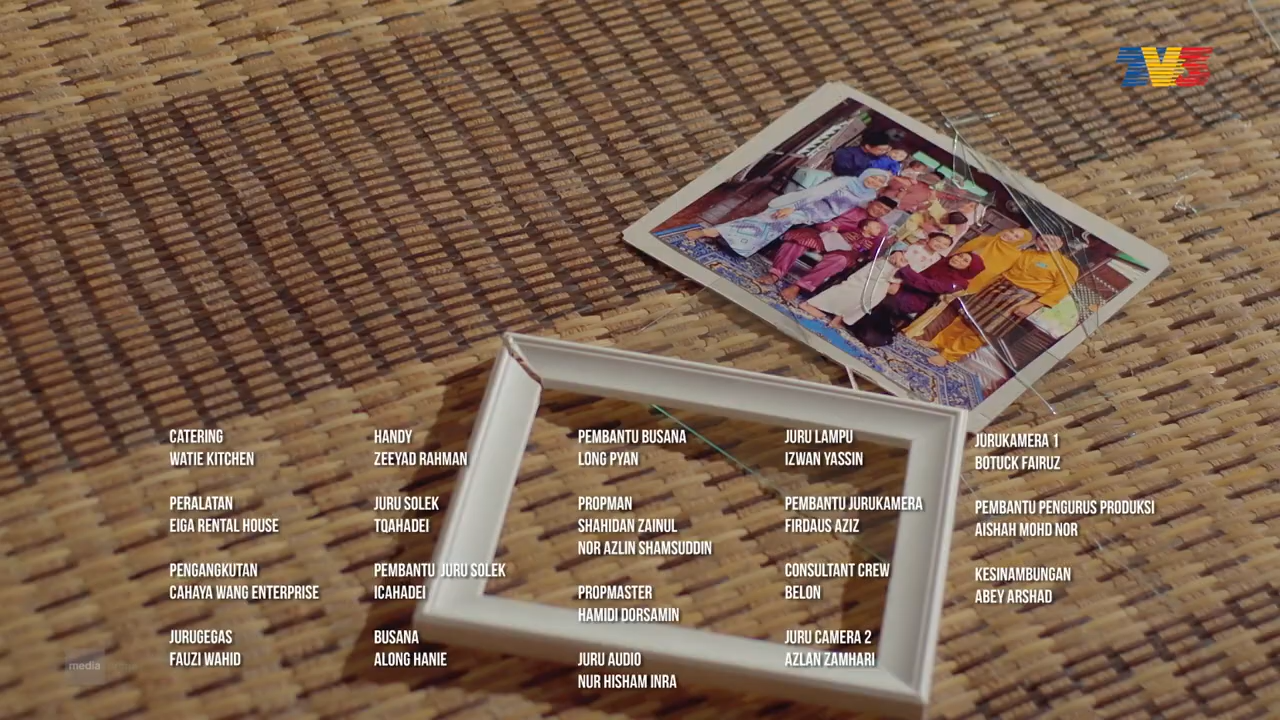 TV3
CATERING
WATIE KITCHEN
PERALATAN
EIGA RENTAL HOUSE
PENGANGKUTAN
CAHAYA WANG ENTERPRISE
JURUGEGAS
FAUZI WAHID
HANDY
ZEEYAD RAHMAN
JURU SOLEK
TQAHADEI
PEMBANTU JURU SOLEK
ICAHADEI
BUSANA
ALONG HANIE
PEMBANTU BUSANA
LONG PYAN
PROPMAN
SHAHIDAN ZAINUL
NOR AZLIN SHAMSUDDIN
PROPMASTER
HAMIDI DORSAMIN
JURU AUDIO
NUR HISHAM INRA
JURU LAMPU
IZWAN YASSIN
PEMBANTU JURUKAMERA
FIRDAUS AZIZ
CONSULTANT CREW
BELON
JURU CAMERA 2
AZLAN ZAMHARI
JURUKAMERA 1
BOTUCK FAIRUZ
PEMBANTU PENGURUS PRODUKSI
AISHAH MOHD NOR
KESINAMBUNGAN
ABEY ARSHAD
media